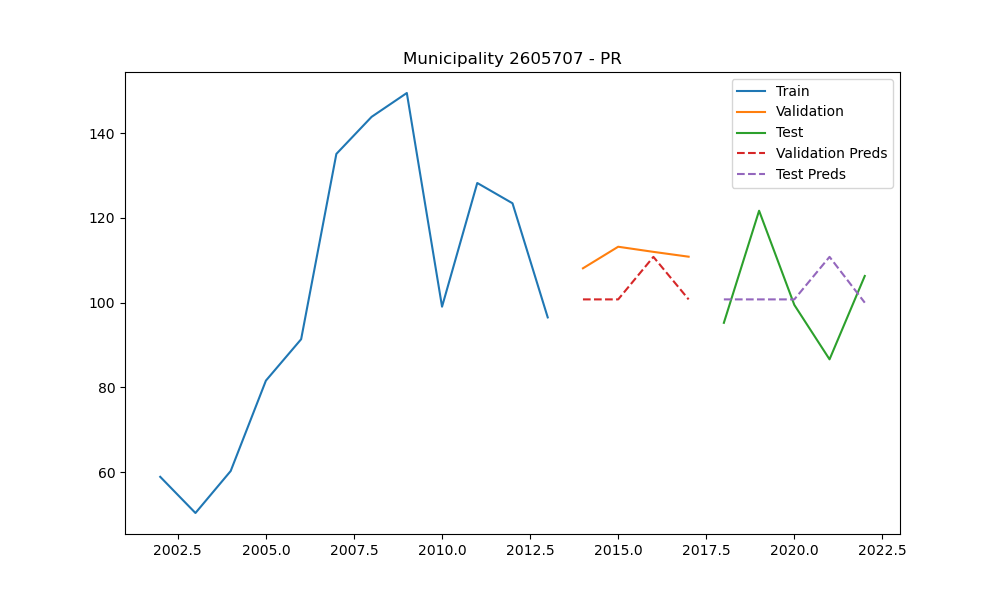 Municipality 2605707 - PR
Train
Validation
Test
Validation Preds
Test Preds
140
120
100
80
60
2002.5 2005.0 2007.5 2010.0 2012.5 2015.0 2017.5 2020.0 2022.5